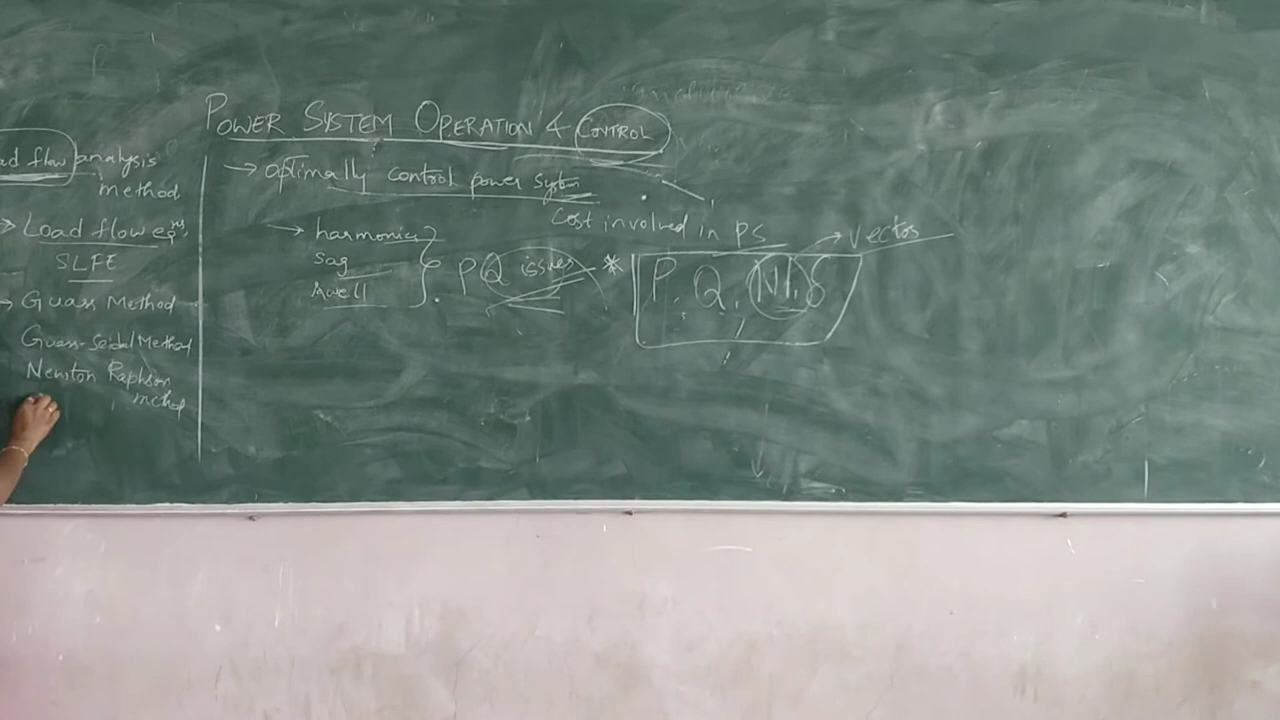 POWER SYSTEM OPERATION & CONTROL
ad flow analysis
method
→ Load flow eqns,
SLFE
→ Guass Method
Guass-Seidal Method
Newton Raphson
method
→ optimally control power system
Cost involved in PS
→ harmonics
Sag
Swell
} PQ issues
* P, Q, |V|, δ
→ vector